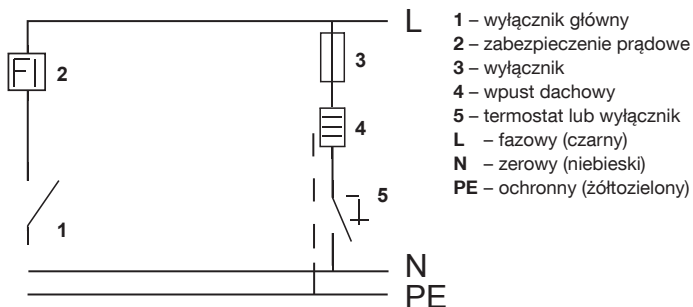 L
FI
2
3
4
5
1
N
PE
1 – wyłącznik główny
2 – zabezpieczenie prądowe
3 – wyłącznik
4 – wpust dachowy
5 – termostat lub wyłącznik
L – fazowy (czarny)
N – zerowy (niebieski)
PE – ochronny (żółtozielony)